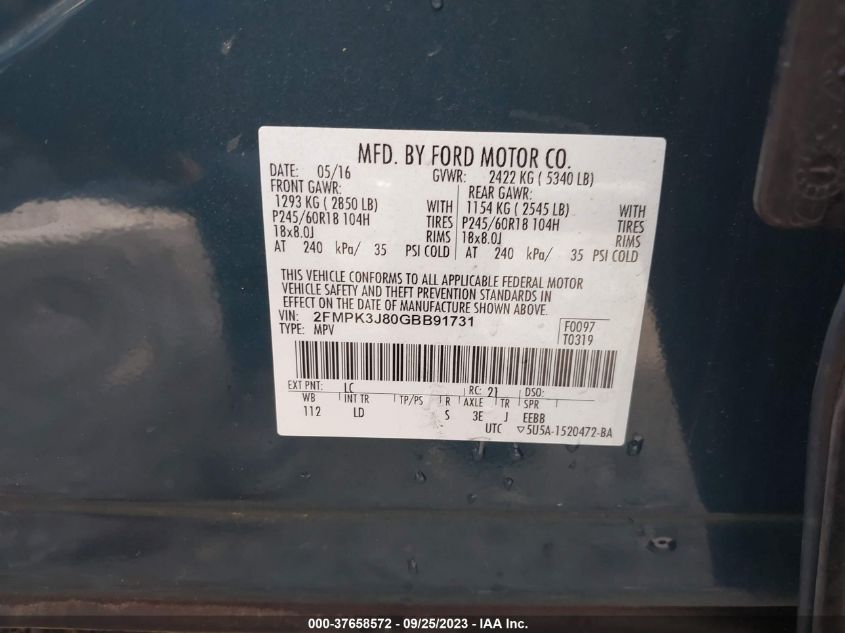 MFD. BY FORD MOTOR CO.
DATE: 05/16 GVWR: 2422 KG ( 5340 LB)
FRONT GAWR: REAR GAWR:
1293 KG ( 2850 LB) WITH 1154 KG ( 2545 LB) WITH
P245/60R18 104H TIRES P245/60R18 104H TIRES
18x8.0J RIMS 18x8.0J RIMS
AT 240 kPa/ 35 PSI COLD AT 240 kPa/ 35 PSI COLD
THIS VEHICLE CONFORMS TO ALL APPLICABLE FEDERAL MOTOR
VEHICLE SAFETY AND THEFT PREVENTION STANDARDS IN
EFFECT ON THE DATE OF MANUFACTURE SHOWN ABOVE.
VIN: 2FMPK3J80GBB91731 F0097
TYPE: MPV T0319
EXT PNT: LC RC: 21 DSO:
WB INT TR TP/PS R AXLE TR SPR
112 LD S 3E J EEBB
UTC ▽5U5A-1520472-BA
000-37658572 / 09/25/2023 - IAA Inc.